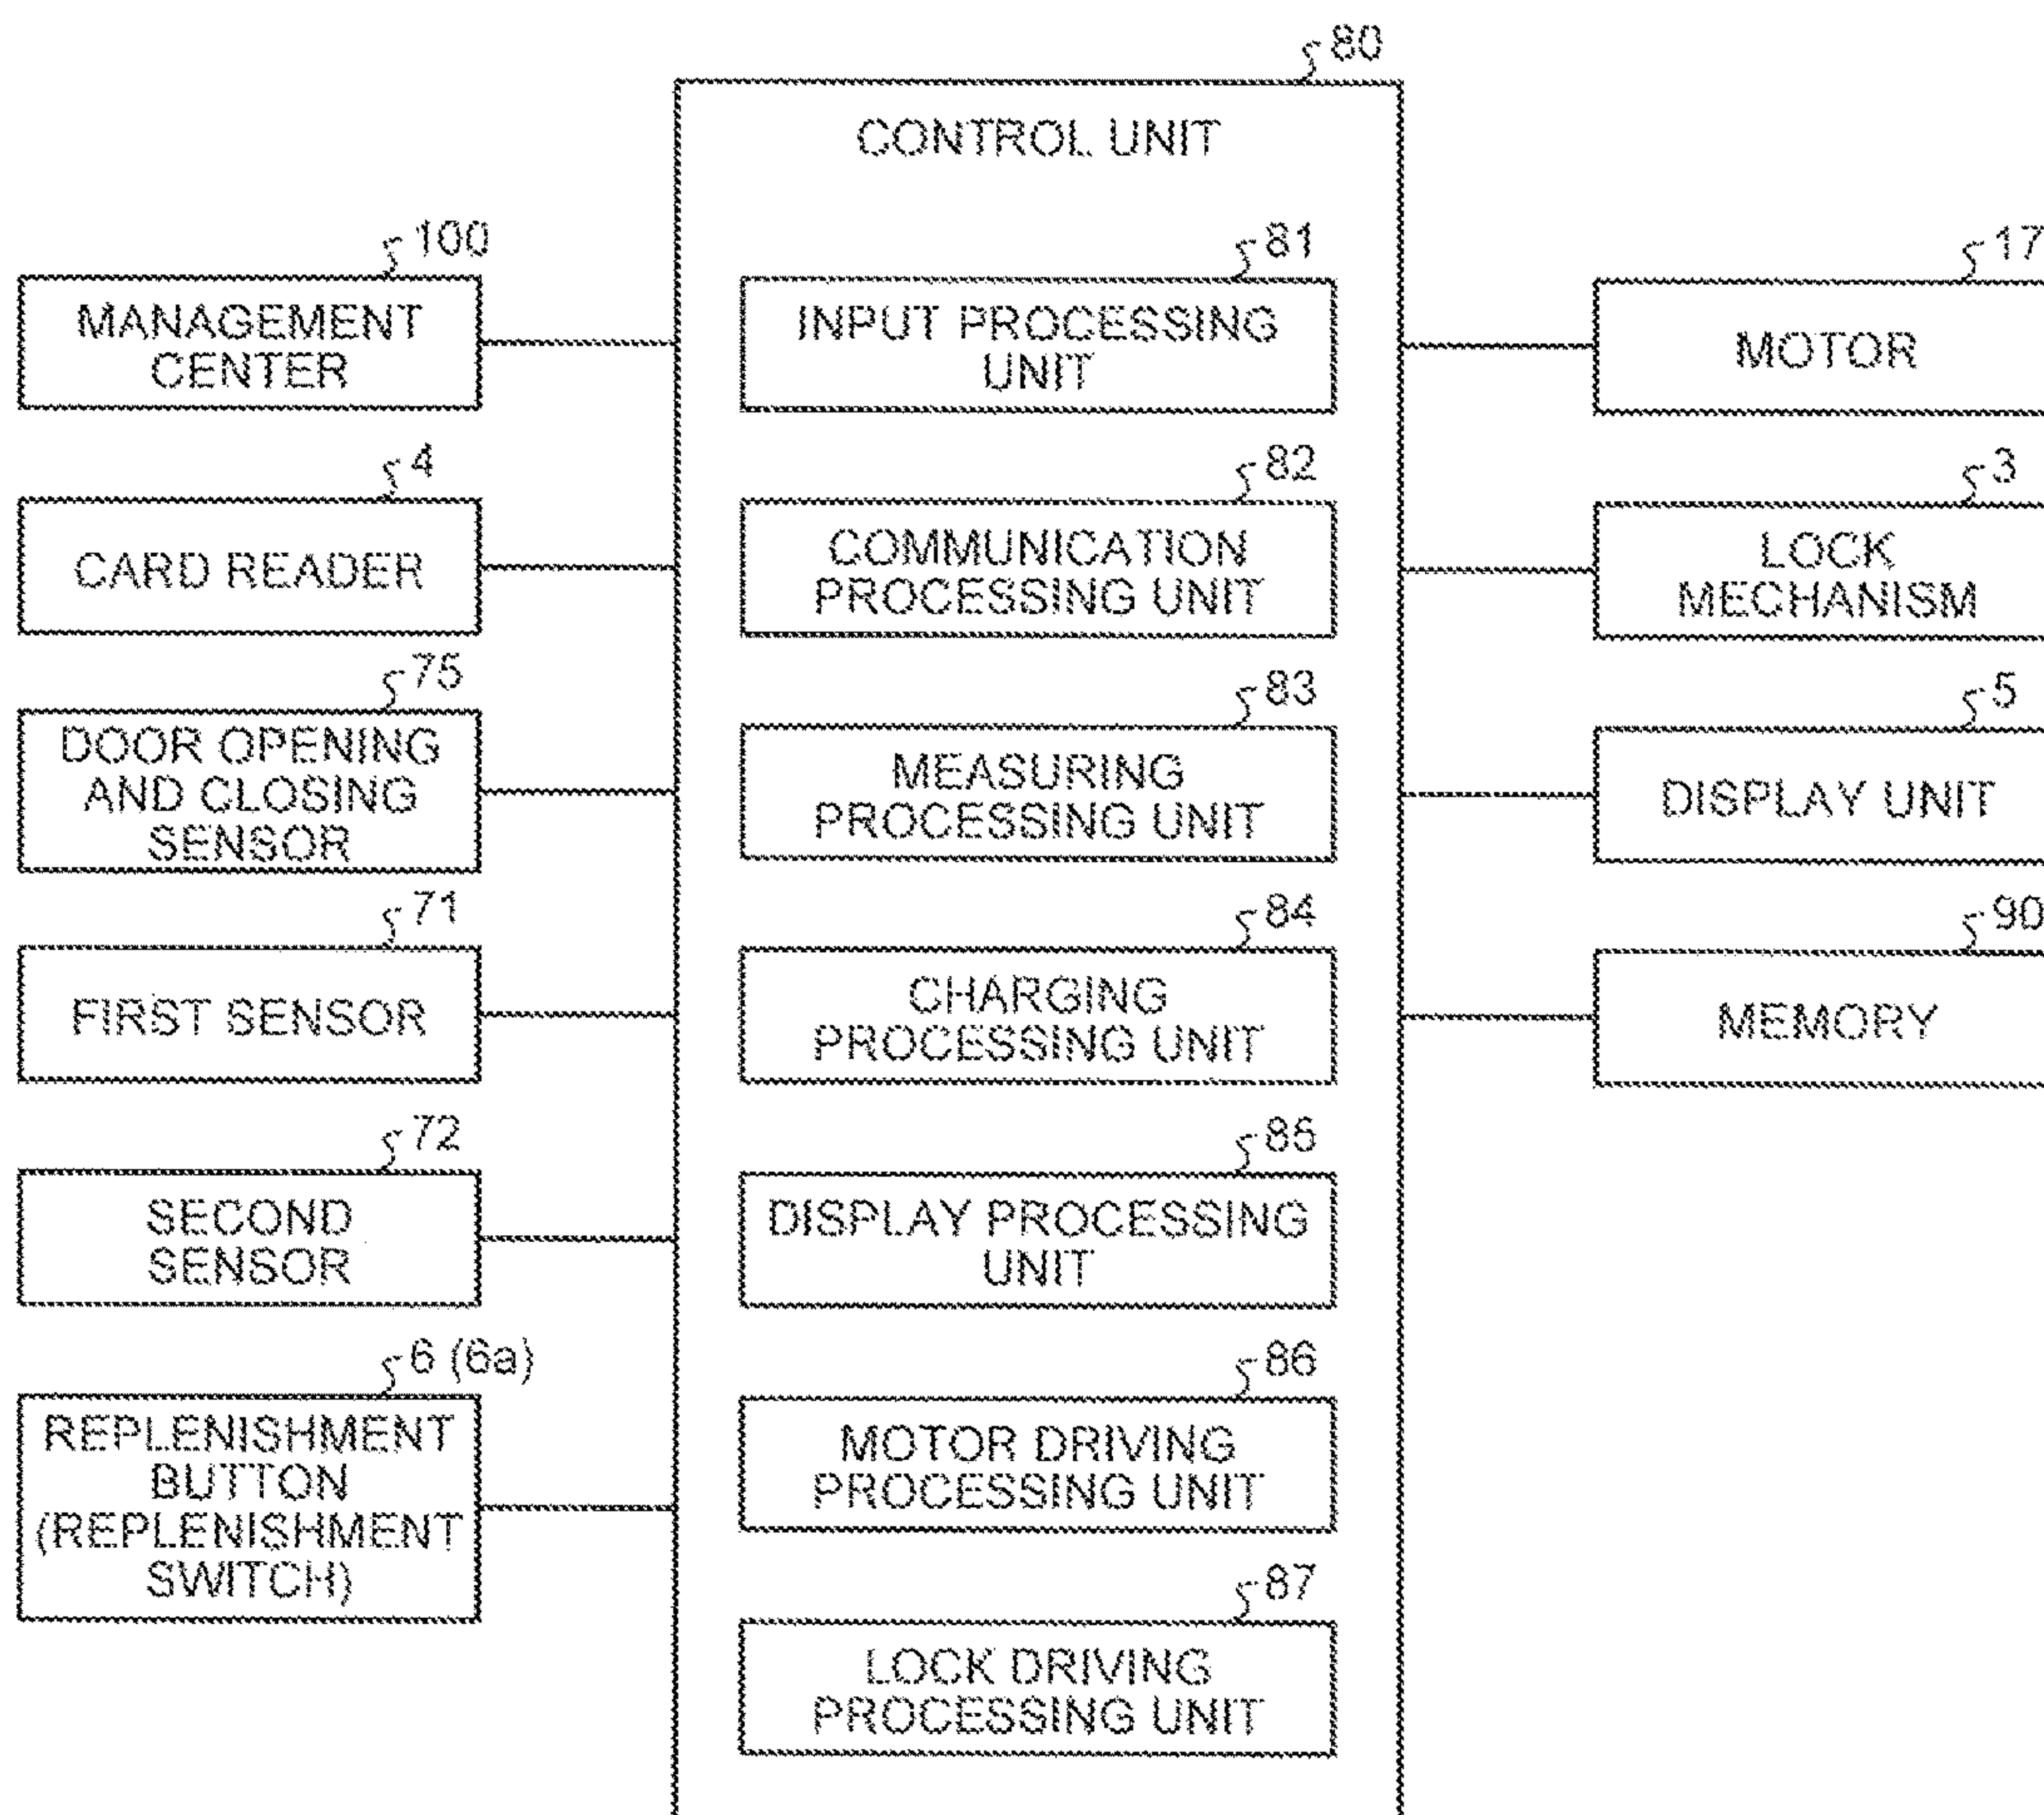 80
CONTROL UNIT
100
MANAGEMENT
CENTER
4
CARD READER
75
DOOR OPENING
AND CLOSING
SENSOR
71
FIRST SENSOR
72
SECOND
SENSOR
6 (6a)
REPLENISHMENT
BUTTON
(REPLENISHMENT
SWITCH)
81
INPUT PROCESSING
UNIT
82
COMMUNICATION
PROCESSING UNIT
83
MEASURING
PROCESSING UNIT
84
CHARGING
PROCESSING UNIT
85
DISPLAY PROCESSING
UNIT
86
MOTOR DRIVING
PROCESSING UNIT
87
LOCK DRIVING
PROCESSING UNIT
17
MOTOR
3
LOCK
MECHANISM
5
DISPLAY UNIT
90
MEMORY